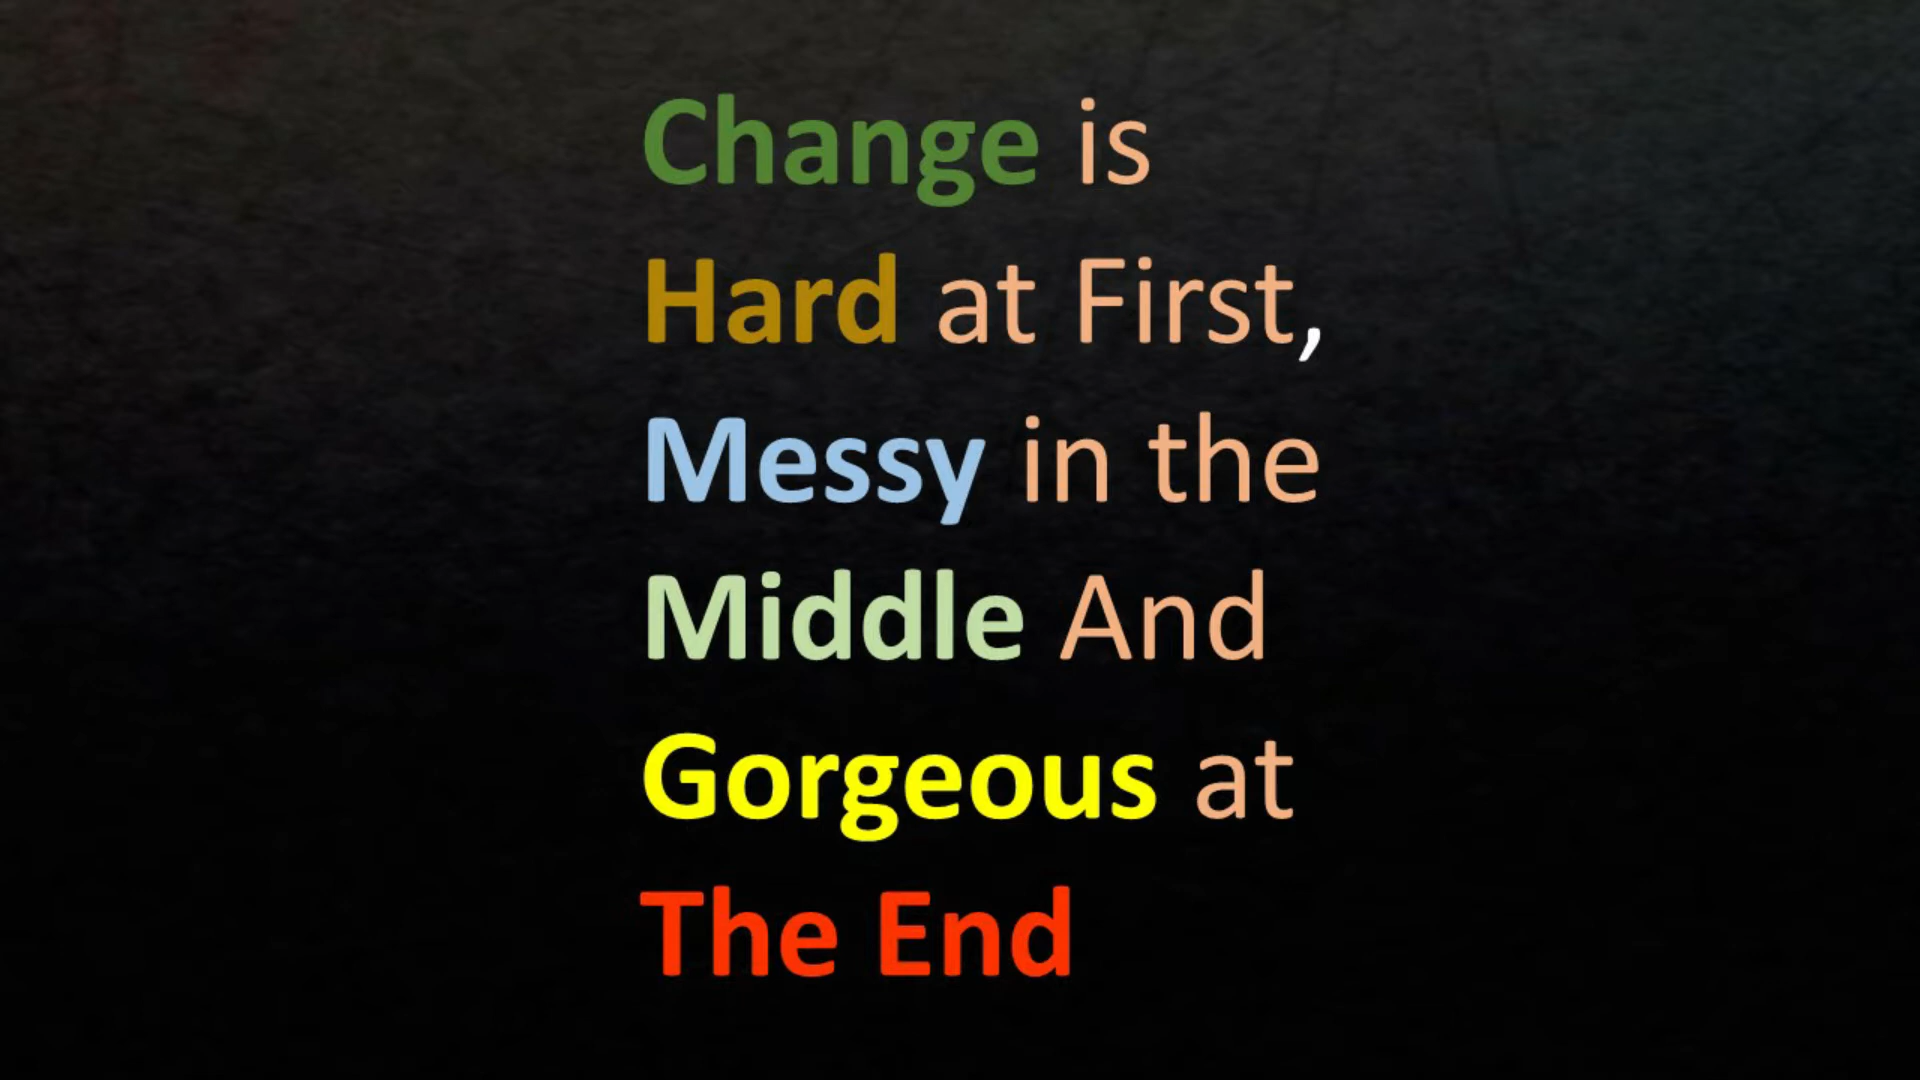 Change is
Hard at First,
Messy in the
Middle And
Gorgeous at
The End